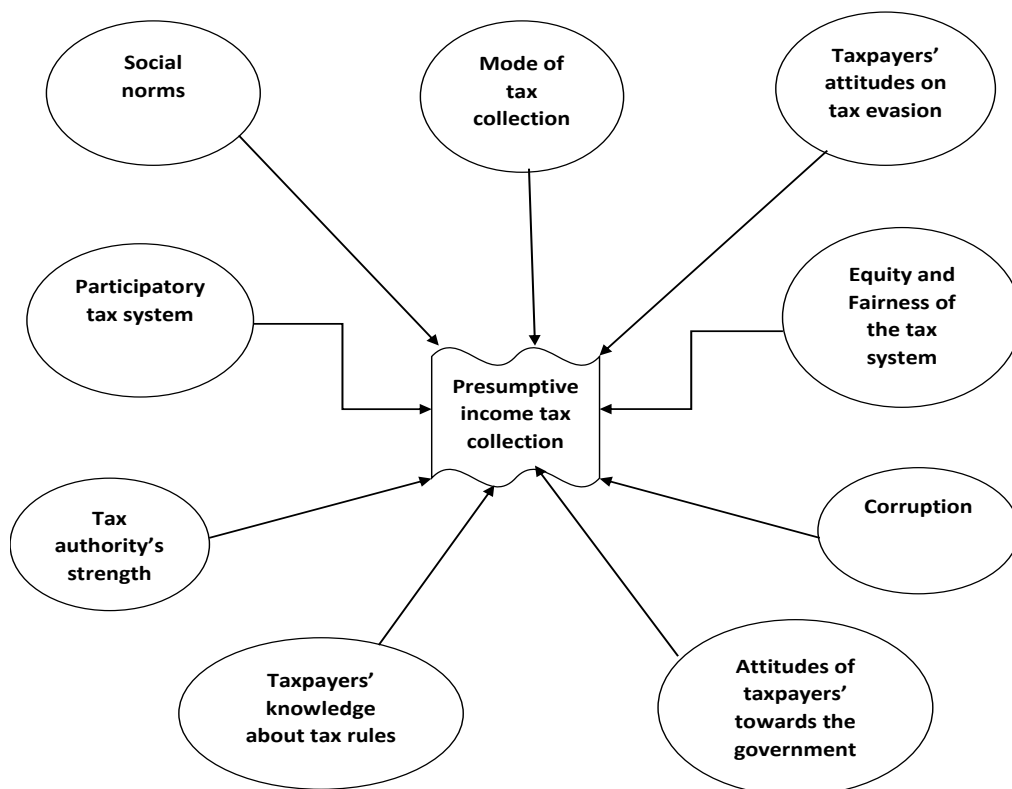 Social
norms
Mode of
tax
collection
Taxpayers’
attitudes on
tax evasion
Participatory
tax system
Equity and
Fairness of
the tax
system
Presumptive
income tax
collection
Tax
authority’s
strength
Corruption
Taxpayers’
knowledge
about tax rules
Attitudes of
taxpayers’
towards the
government